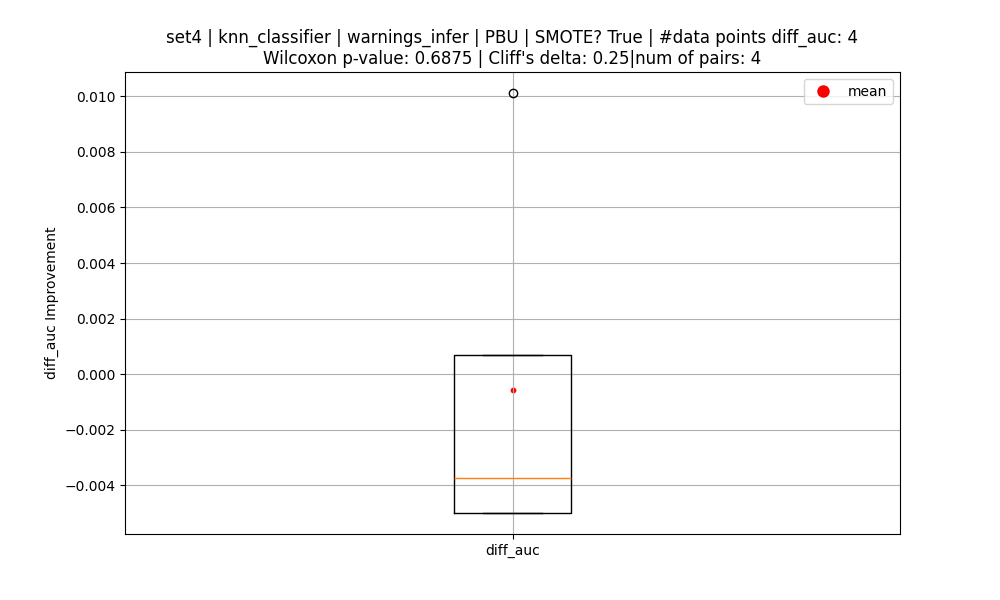 set4 | knn_classifier | warnings_infer | PBU | SMOTE? True | #data points diff_auc: 4
Wilcoxon p-value: 0.6875 | Cliff's delta: 0.25|num of pairs: 4
mean
0.010
0.008
0.006
0.004
0.002
0.000
−0.002
−0.004
diff_auc Improvement
diff_auc